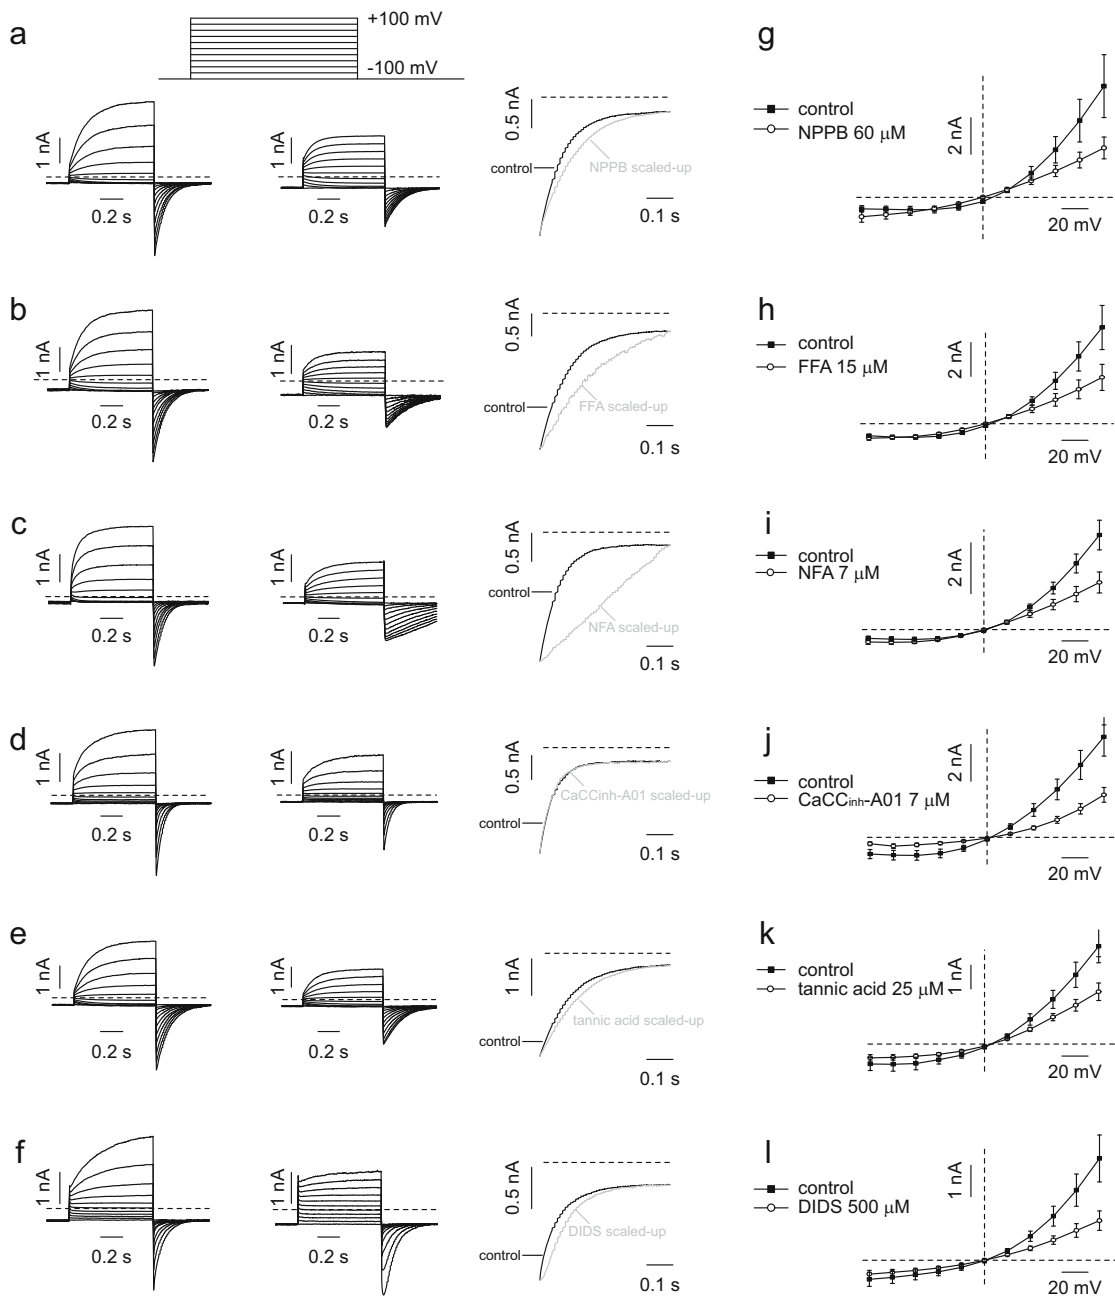 a
+100 mV
-100 mV
1 nA
0.2 s
1 nA
0.2 s
0.5 nA
control
NPPB scaled-up
0.1 s
g
control
NPPB 60 μM
2 nA
20 mV
b
1 nA
0.2 s
1 nA
0.2 s
0.5 nA
control
FFA scaled-up
0.1 s
h
control
FFA 15 μM
2 nA
20 mV
c
1 nA
0.2 s
1 nA
0.2 s
0.5 nA
control
NFA scaled-up
0.1 s
i
control
NFA 7 μM
2 nA
20 mV
d
1 nA
0.2 s
1 nA
0.2 s
0.5 nA
CaCCinh-A01 scaled-up
control
0.1 s
j
control
CaCCinh-A01 7 μM
2 nA
20 mV
e
1 nA
0.2 s
1 nA
0.2 s
1 nA
tannic acid scaled-up
control
0.1 s
k
control
tannic acid 25 μM
1 nA
20 mV
f
1 nA
0.2 s
1 nA
0.2 s
0.5 nA
DIDS scaled-up
control
0.1 s
l
control
DIDS 500 μM
1 nA
20 mV